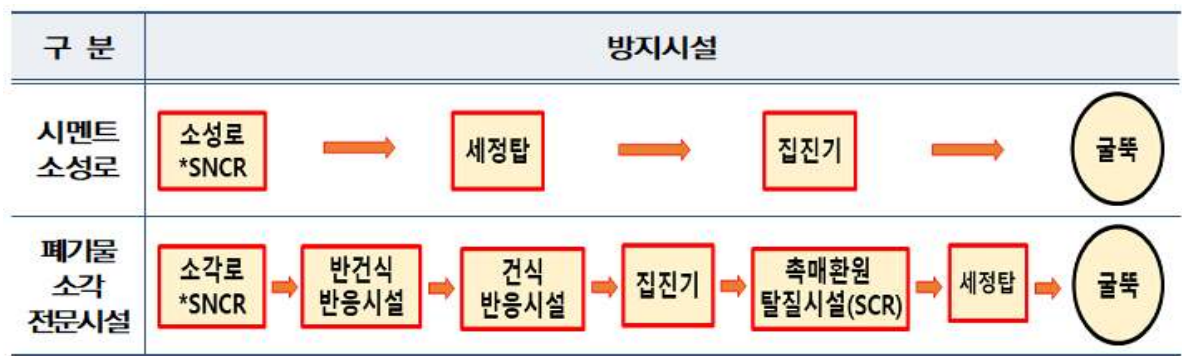 구 분
방지시설
시멘트
소성로
소성로
*SNCR
세정탑
집진기
굴뚝
폐기물
소각
전문시설
소각로
*SNCR
반건식
반응시설
건식
반응시설
집진기
촉매환원
탈질시설(SCR)
세정탑
굴뚝